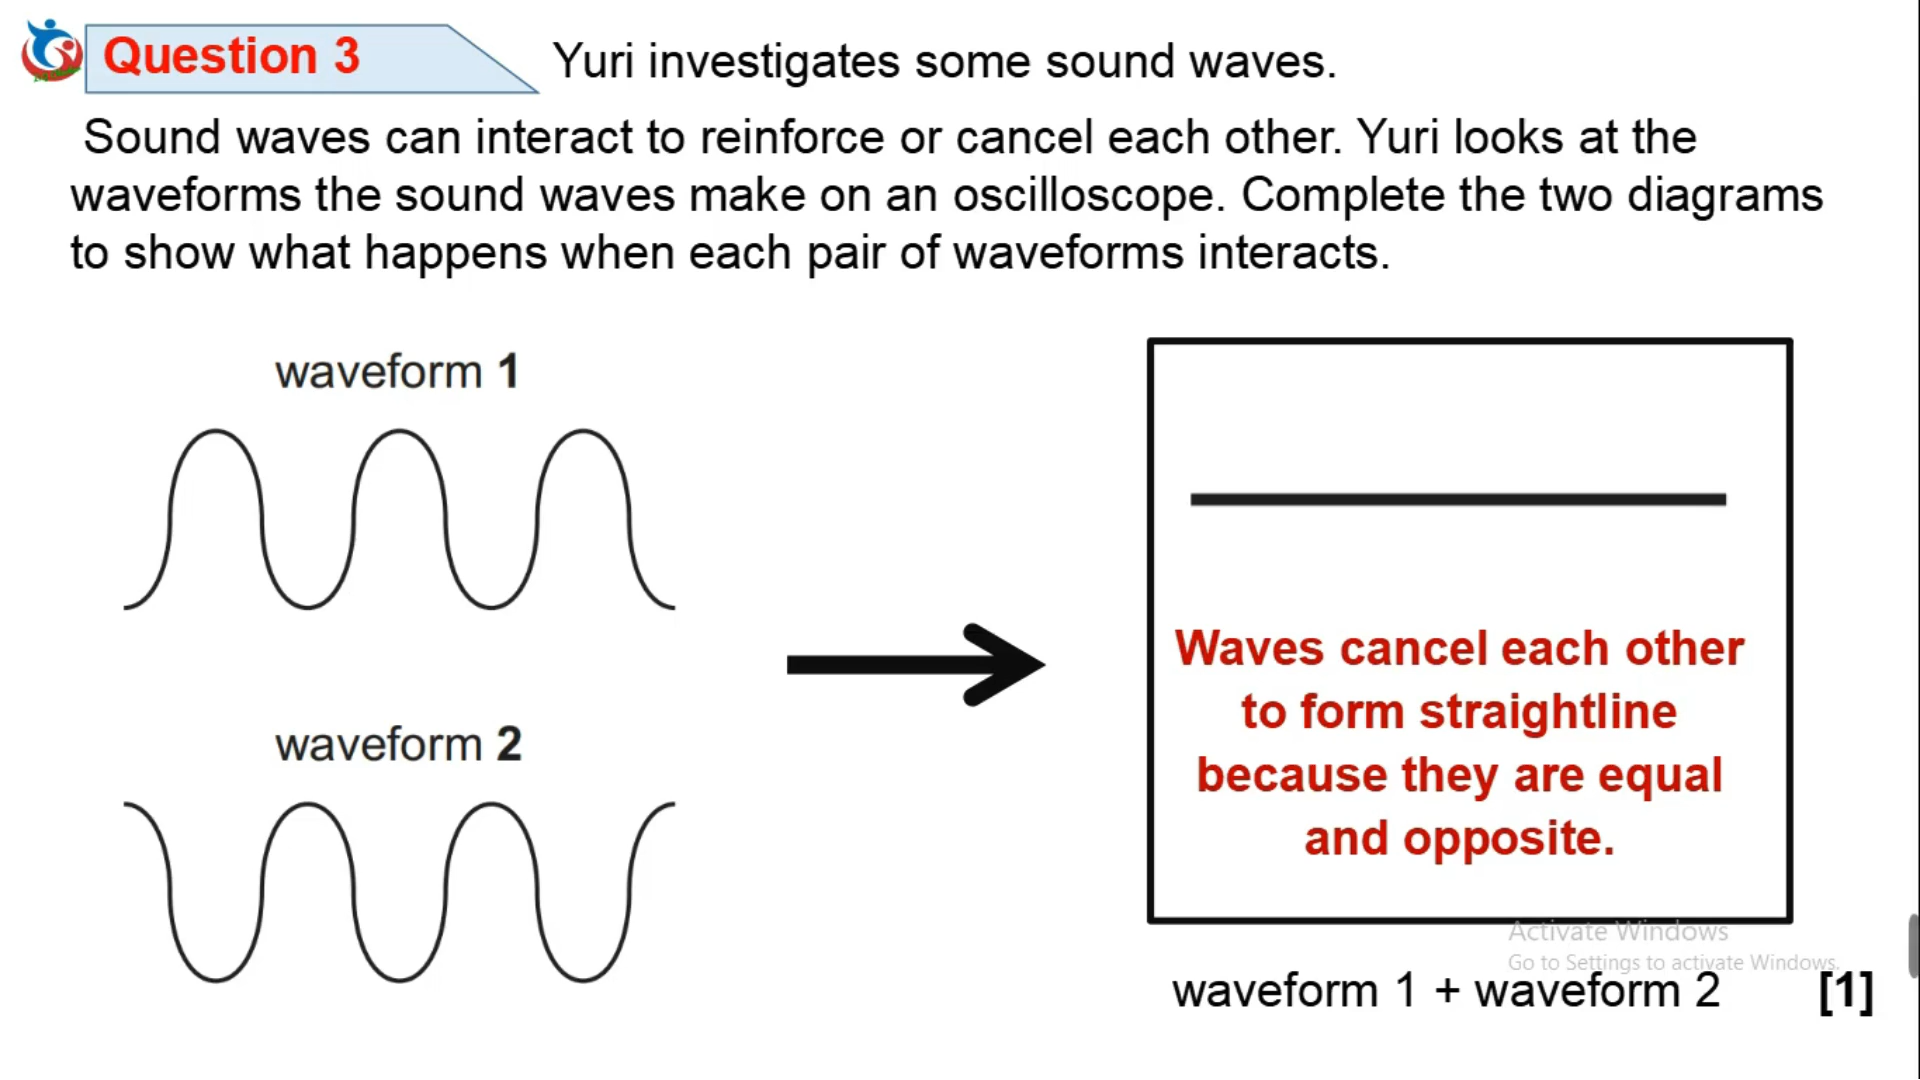 Question 3
Yuri investigates some sound waves.
Sound waves can interact to reinforce or cancel each other. Yuri looks at the
waveforms the sound waves make on an oscilloscope. Complete the two diagrams
to show what happens when each pair of waveforms interacts.
waveform 1
waveform 2
Waves cancel each other
to form straightline
because they are equal
and opposite.
Activate Windows
Go to Settings to activate Windows.
waveform 1 + waveform 2
[1]